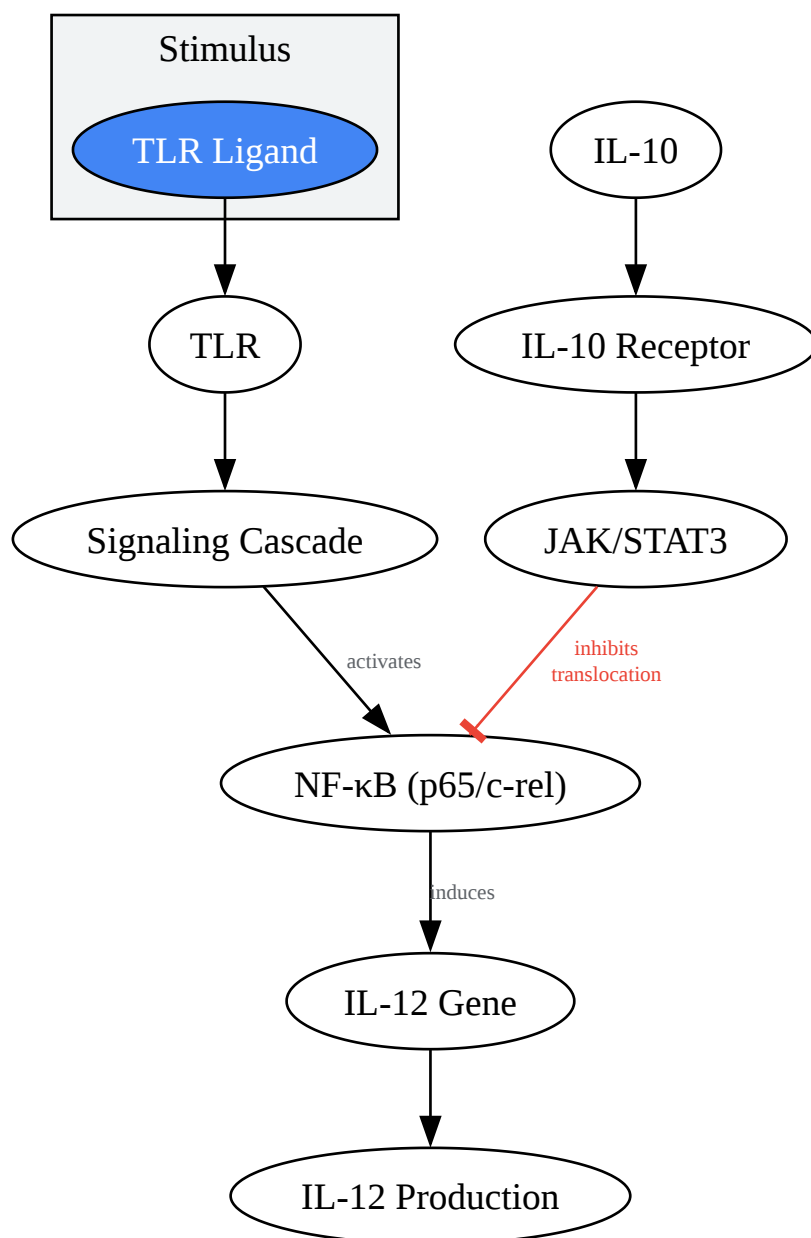 Stimulus
TLR Ligand
IL-10
TLR
IL-10 Receptor
Signaling Cascade
JAK/STAT3
activates
inhibits
translocation
NF-κB (p65/c-rel)
induces
IL-12 Gene
IL-12 Production